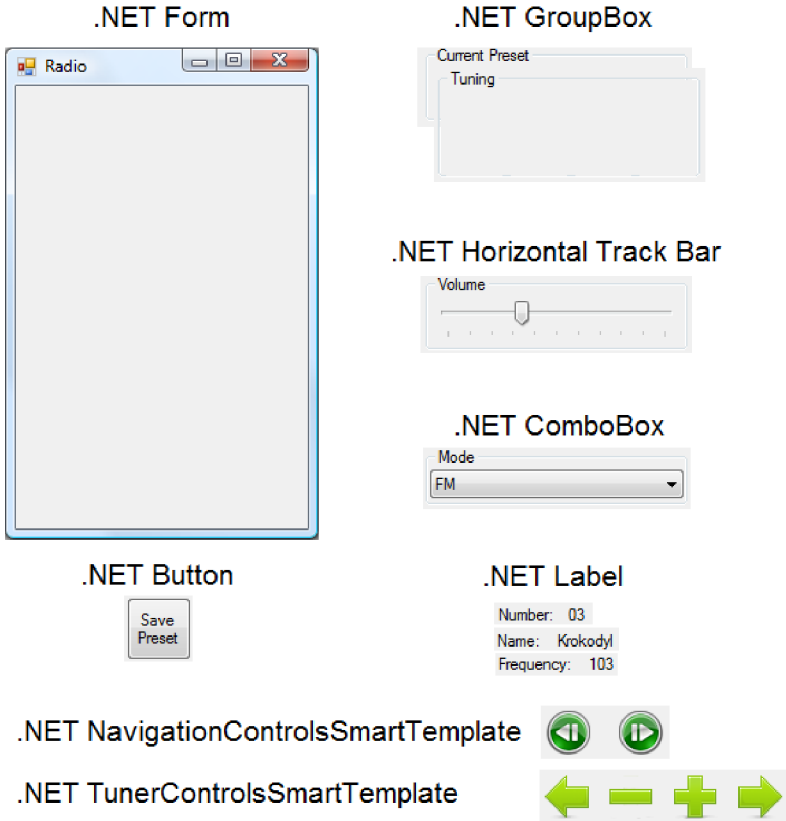 .NET Form
.NET GroupBox
Radio
Current Preset
Tuning
.NET Horizontal Track Bar
Volume
.NET ComboBox
Mode
FM
.NET Button
.NET Label
Save
Preset
Number: 03
Name: Krokodyl
Frequency: 103
.NET NavigationControlsSmartTemplate
.NET TunerControlsSmartTemplate